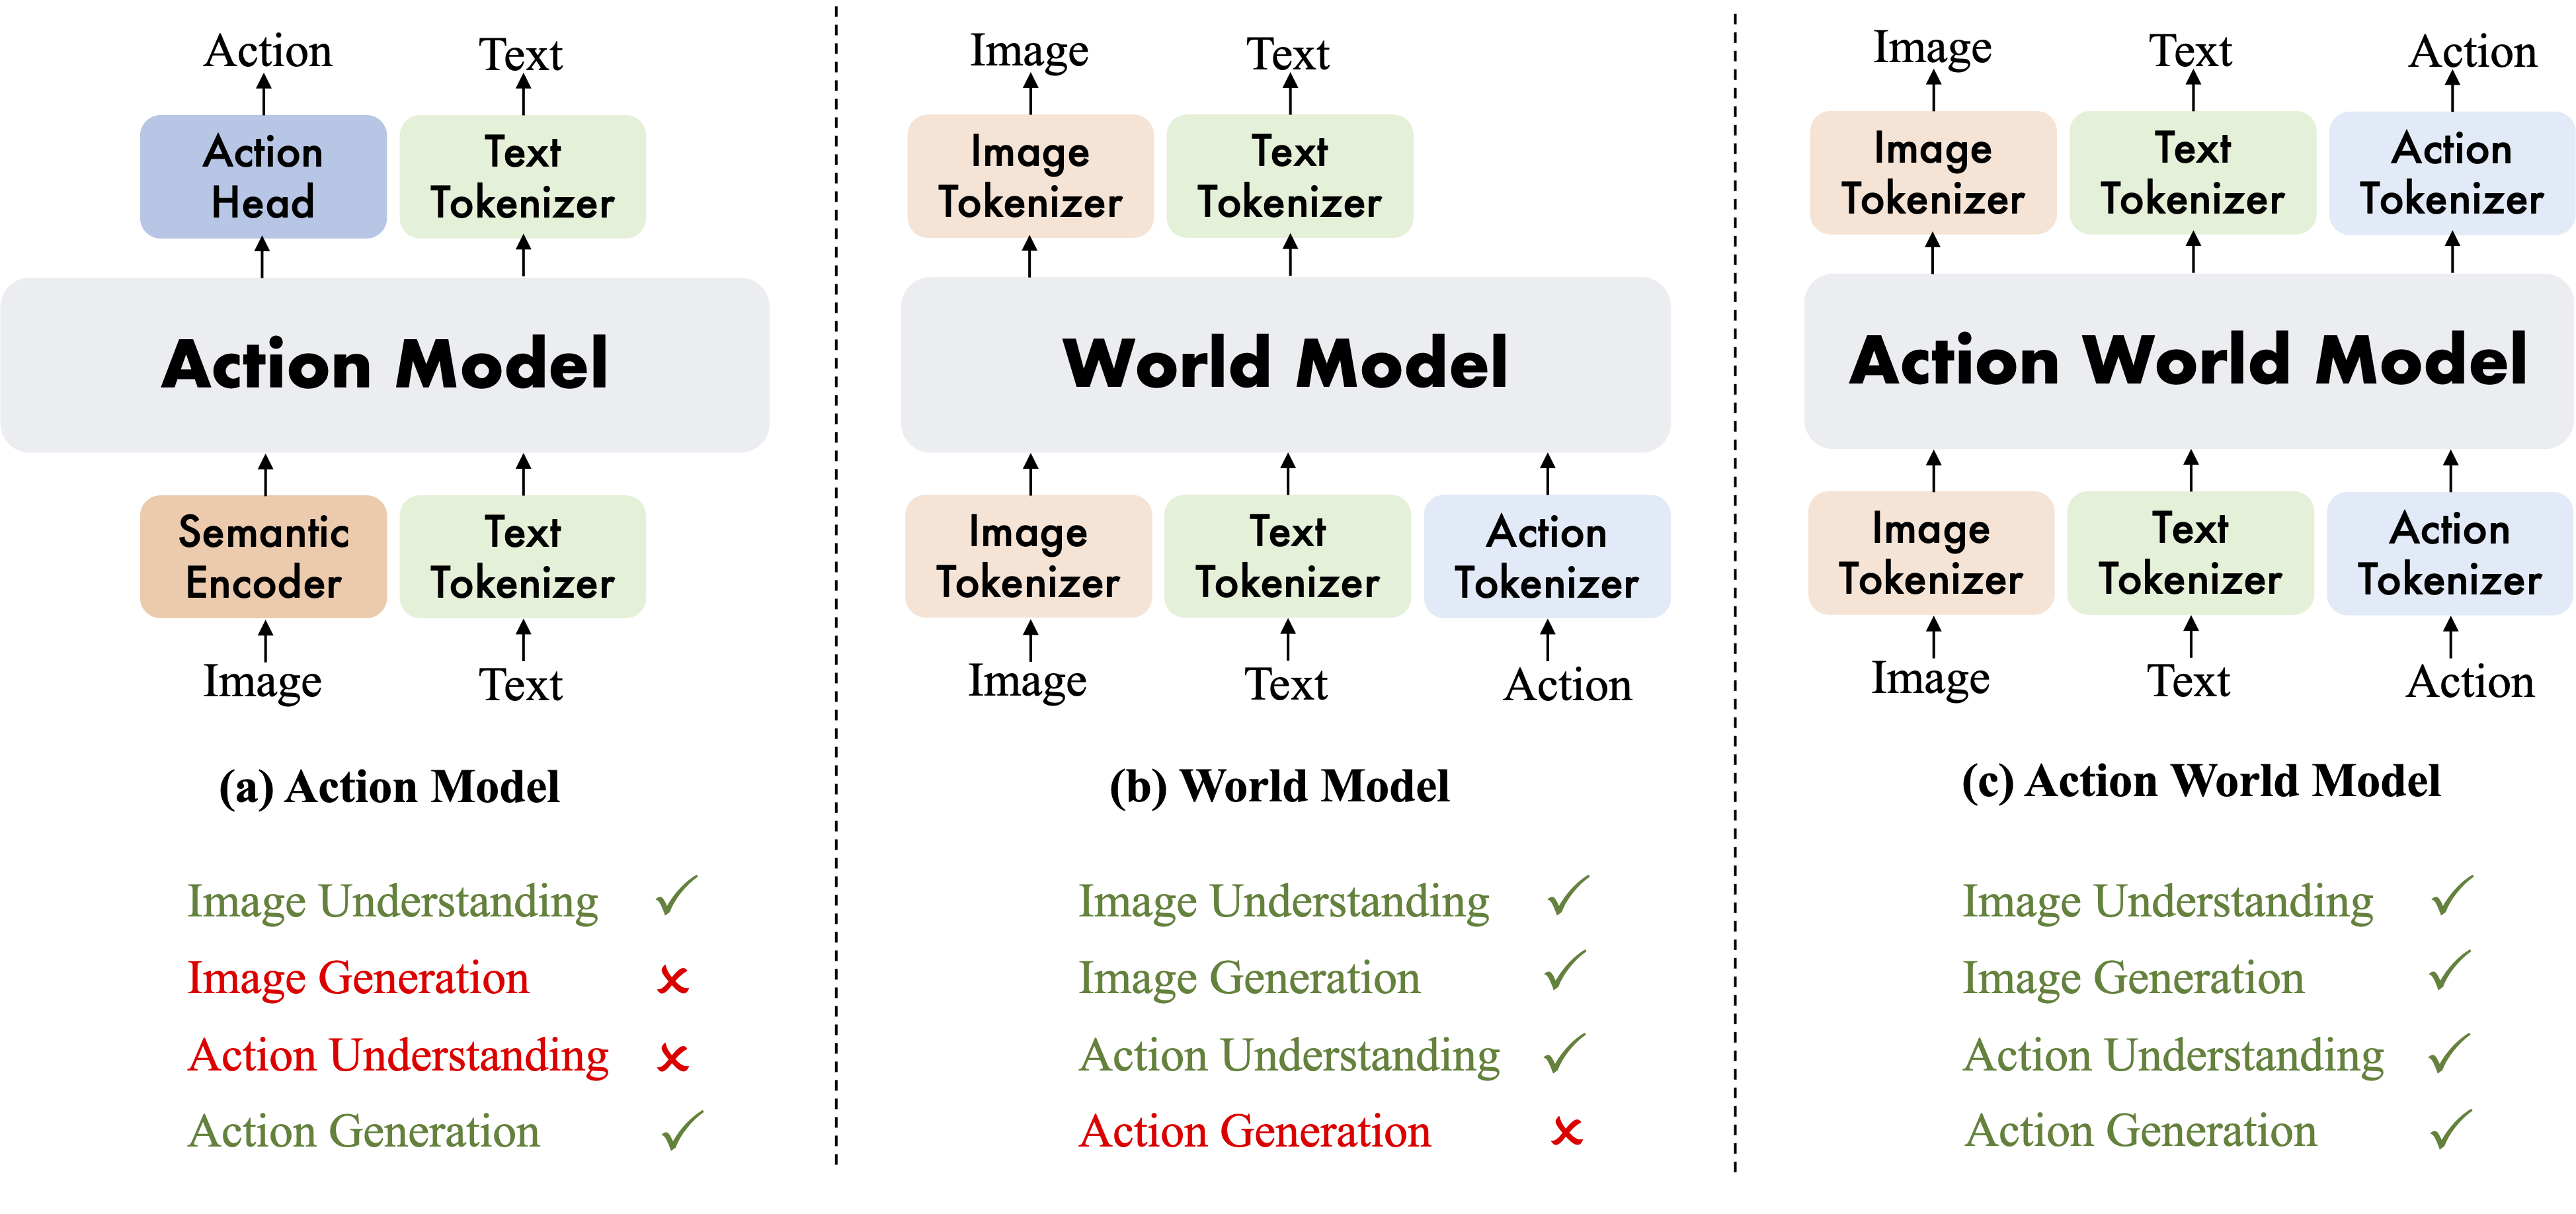 Action
Text
Action
Head
Text
Tokenizer
Action Model
Semantic
Encoder
Text
Tokenizer
Image
Text
(a) Action Model
Image Understanding ✓
Image Generation ✗
Action Understanding ✗
Action Generation ✓
Image
Text
Image
Tokenizer
Text
Tokenizer
World Model
Image
Tokenizer
Text
Tokenizer
Action
Tokenizer
Image
Text
Action
(b) World Model
Image Understanding ✓
Image Generation ✓
Action Understanding ✓
Action Generation ✗
Image
Text
Action
Image
Tokenizer
Text
Tokenizer
Action
Tokenizer
Action World Model
Image
Tokenizer
Text
Tokenizer
Action
Tokenizer
Image
Text
Action
(c) Action World Model
Image Understanding ✓
Image Generation ✓
Action Understanding ✓
Action Generation ✓